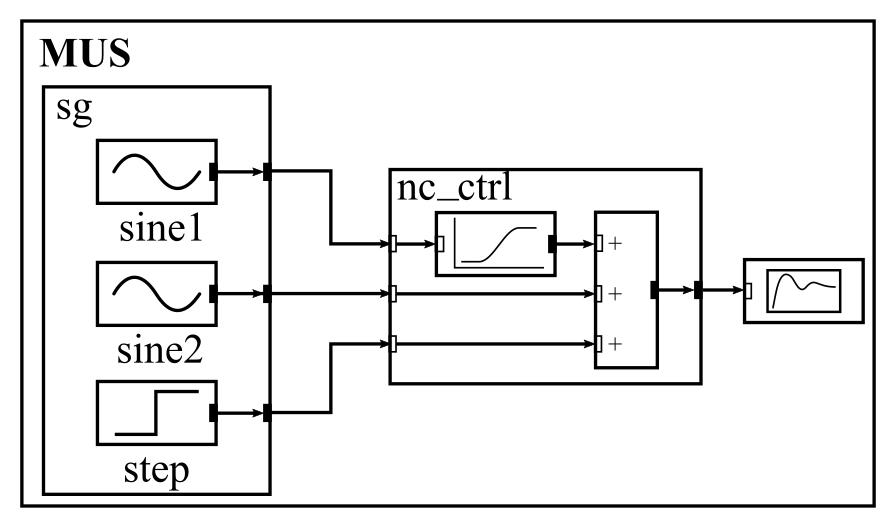 MUS
sg
sine1
sine2
step
nc_ctrl
+
+
+